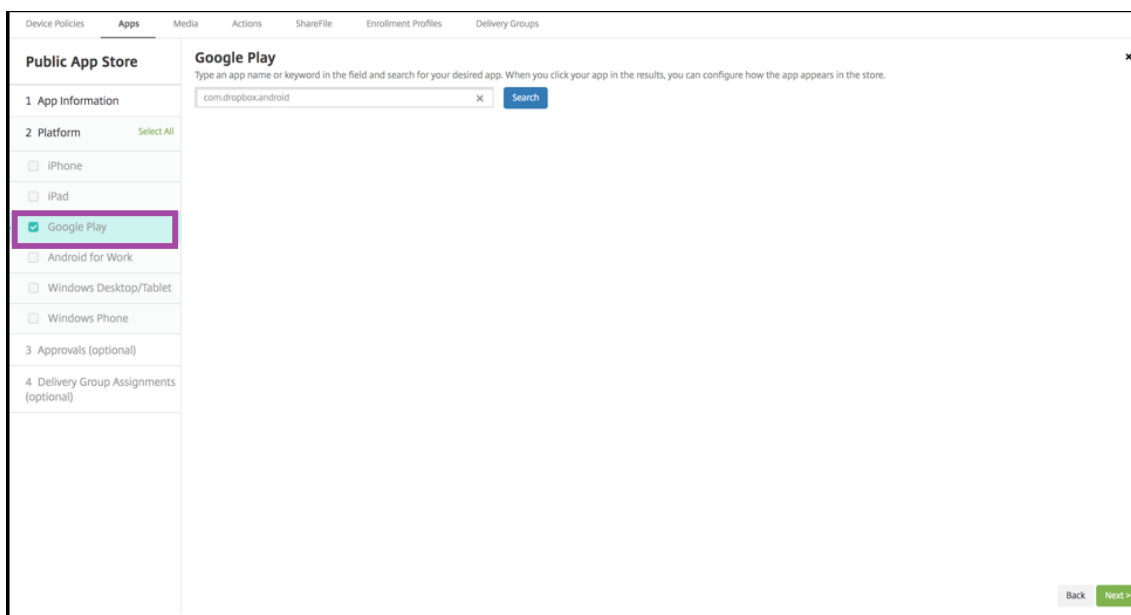 Device Policies Apps Media Actions ShareFile Enrollment Profiles Delivery Groups
Public App Store
1 App Information
2 Platform Select All
iPhone
iPad
Google Play
Android for Work
Windows Desktop/Tablet
Windows Phone
3 Approvals (optional)
4 Delivery Group Assignments
(optional)
Google Play
Type an app name or keyword in the field and search for your desired app. When you click your app in the results, you can configure how the app appears in the store.
com.dropbox.android Search
Back Next >